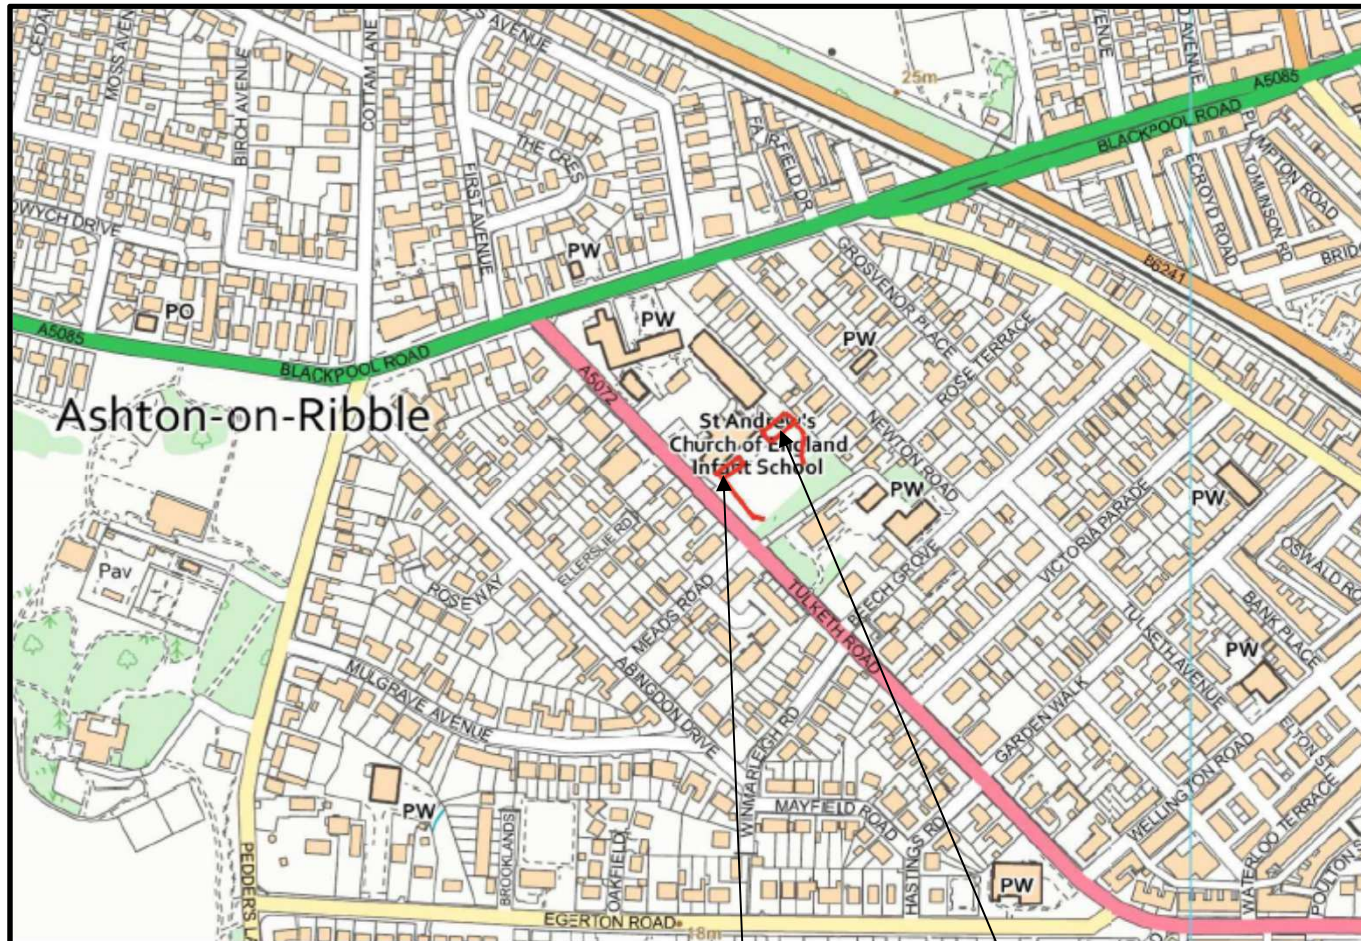 MOSS AVEN
BIRCH AVENUE
COTTAM LANE
AVENUE
25m
A5085
BLACKPOOL ROAD
PLUMPTON ROAD
TOMLINSON RD
ECROYD ROAD
BRID
FAIRFIELD DR
THE CRES
FIRST AVENUE
DWYCH DRIVE
PW
GROSVENOR PLACE
B6241
PO
PW
PW
ROSE TERRACE
A5085
BLACKPOOL ROAD
A5072
Ashton-on-Ribble
St Andrew's
Church of England
Infant School
NEWTON ROAD
PW
PW
VICTORIA PARADE
OSWALD RO
ELLERSLIE RD
Pav
ROSEWAY
MEADS ROAD
BEECH GROVE
TULKETH ROAD
TULKETH AVENUE
BANK PLACE
PW
MULGRAVE AVENUE
ABINGDON DRIVE
WINMARLEIGH RD
GARDEN WALK
ELTON ST
WELLINGTON ROAD
PW
MAYFIELD ROAD
WATERLOO TERRACE
POULTON S
BROOKLANDS
OAKFIELD
HASTINGS RD
PW
PEDDERS LA
EGERTON ROAD
18m